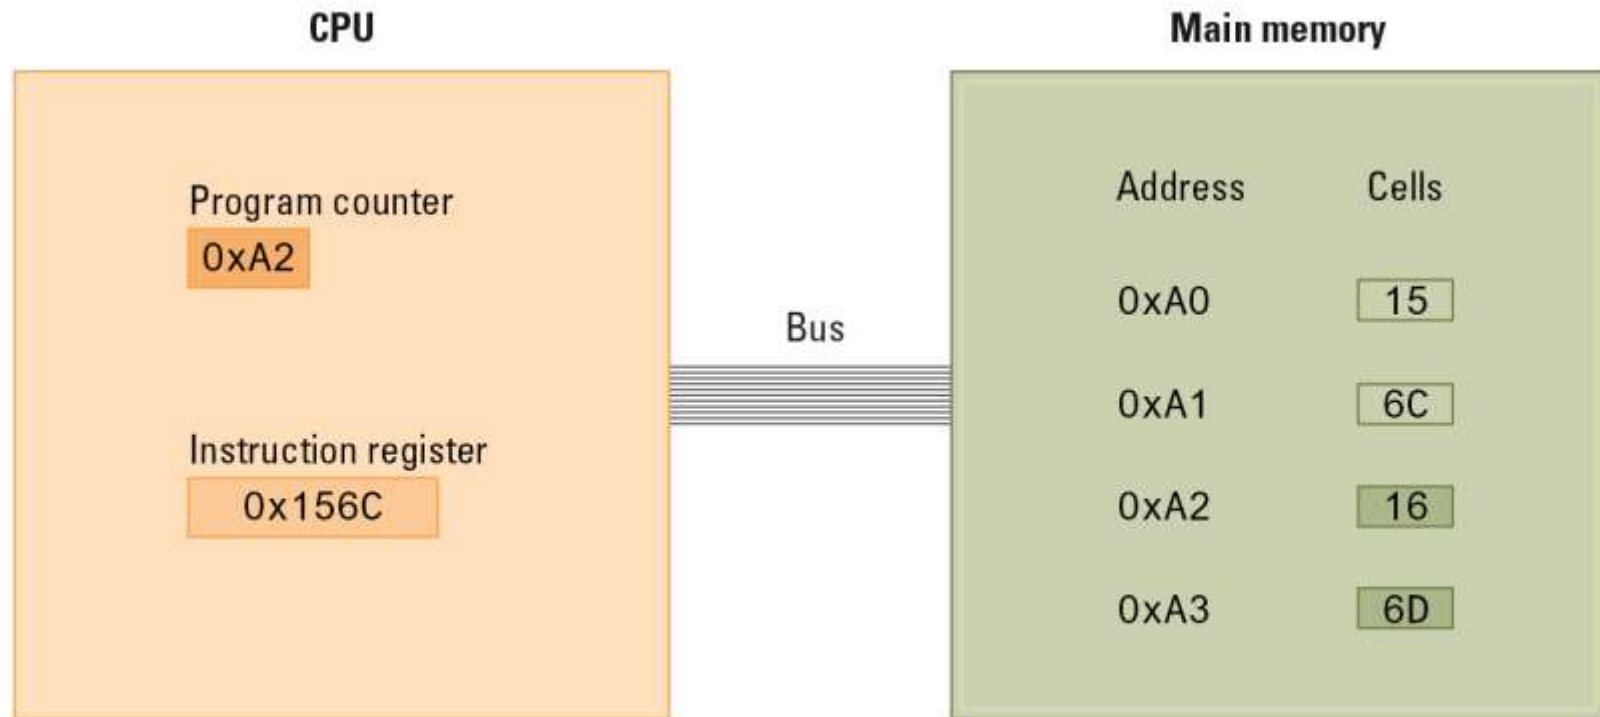 CPU
Main memory
Program counter
0xA2
Instruction register
0x156C
Bus
Address Cells
0xA0 15
0xA1 6C
0xA2 16
0xA3 6D